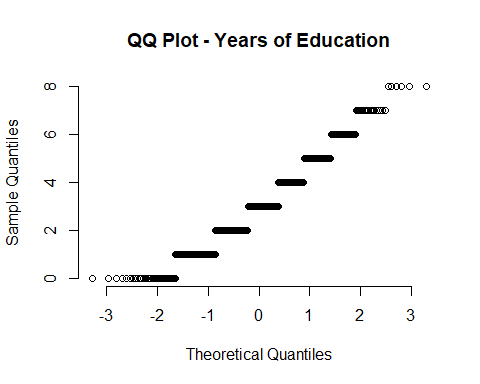 QQ Plot - Years of Education
Sample Quantiles
8
6
4
2
0
-3 -2 -1 0 1 2 3
Theoretical Quantiles